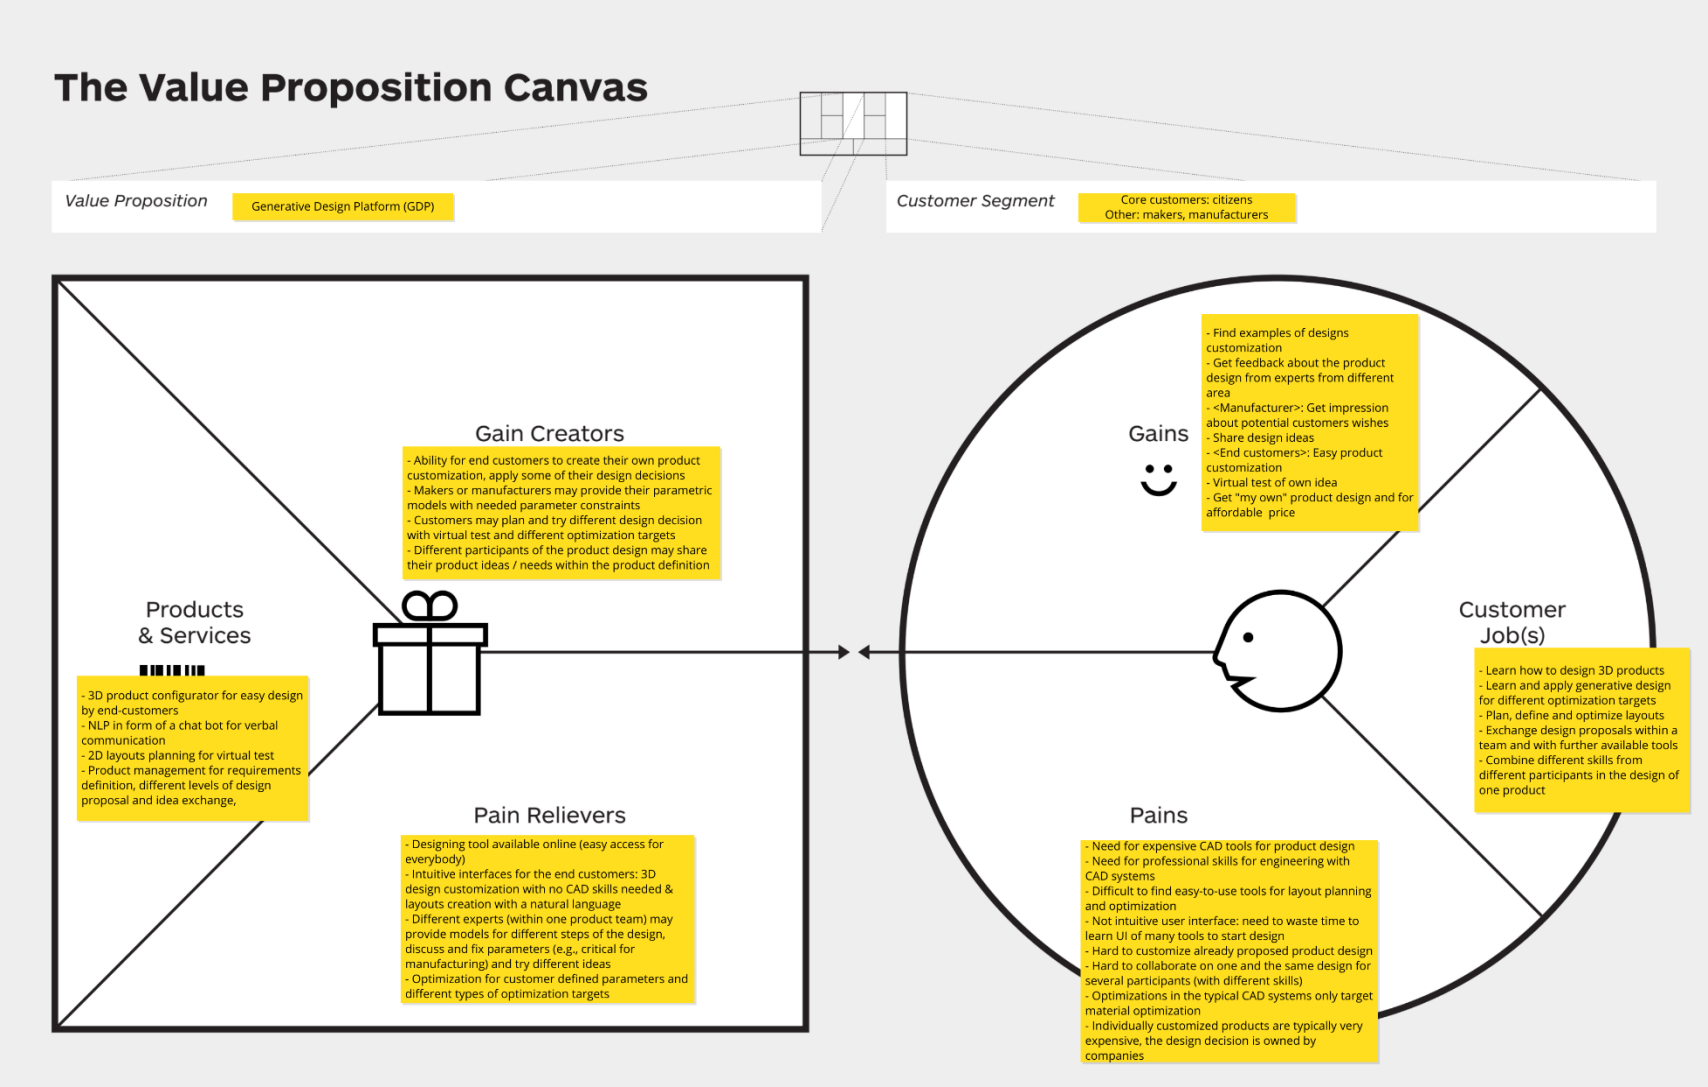 The Value Proposition Canvas
Value Proposition
Generative Design Platform (GDP)
Customer Segment
Core customers: citizens
Other: makers, manufacturers
Gain Creators
- Ability for end customers to create their own product
customization, apply some of their design decisions
- Makers or manufacturers may provide their parametric
models with needed parameter constraints
- Customers may plan and try different design decision
with virtual test and different optimization targets
- Different participants of the product design may share
their product ideas / needs within the product definition
Products
& Services
- 3D product configurator for easy design
by end-customers
- NLP in form of a chat bot for verbal
communication
- 2D layouts planning for virtual test
- Product management for requirements
definition, different levels of design
proposal and idea exchange,
Pain Relievers
- Designing tool available online (easy access for
everybody)
- Intuitive interfaces for the end customers: 3D
design customization with no CAD skills needed &
layouts creation with a natural language
- Different experts (within one product team) may
provide models for different steps of the design,
discuss and fix parameters (e.g., critical for
manufacturing) and try different ideas
- Optimization for customer defined parameters and
different types of optimization targets
Gains
- Find examples of designs
customization
- Get feedback about the product
design from experts from different
area
- <Manufacturer>: Get impression
about potential customers wishes
- Share design ideas
- <End customers>: Easy product
customization
- Virtual test of own idea
- Get "my own" product design and for
affordable price
Customer
Job(s)
- Learn how to design 3D products
- Learn and apply generative design
for different optimization targets
- Plan, define and optimize layouts
- Exchange design proposals within a
team and with further available tools
- Combine different skills from
different participants in the design of
one product
Pains
- Need for expensive CAD tools for product design
- Need for professional skills for engineering with
CAD systems
- Difficult to find easy-to-use tools for layout planning
and optimization
- Not intuitive user interface: need to waste time to
learn UI of many tools to start design
- Hard to customize already proposed product design
- Hard to collaborate on one and the same design for
several participants (with different skills)
- Optimizations in the typical CAD systems only target
material optimization
- Individually customized products are typically very
expensive, the design decision is owned by
companies